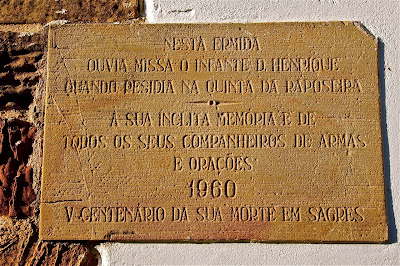 NESTA ERMIDA
OUVIA MISSA O INFANTE D. HENRIQUE
QUANDO RESIDIA NA QUINTA DA RAPOSEIRA
Á SUA ÍNCLITA MEMÓRIA E DE
TODOS OS SEUS COMPANHEIROS DE ARMAS
E ORAÇÕES
1960
V CENTENÁRIO DA SUA MORTE EM SAGRES